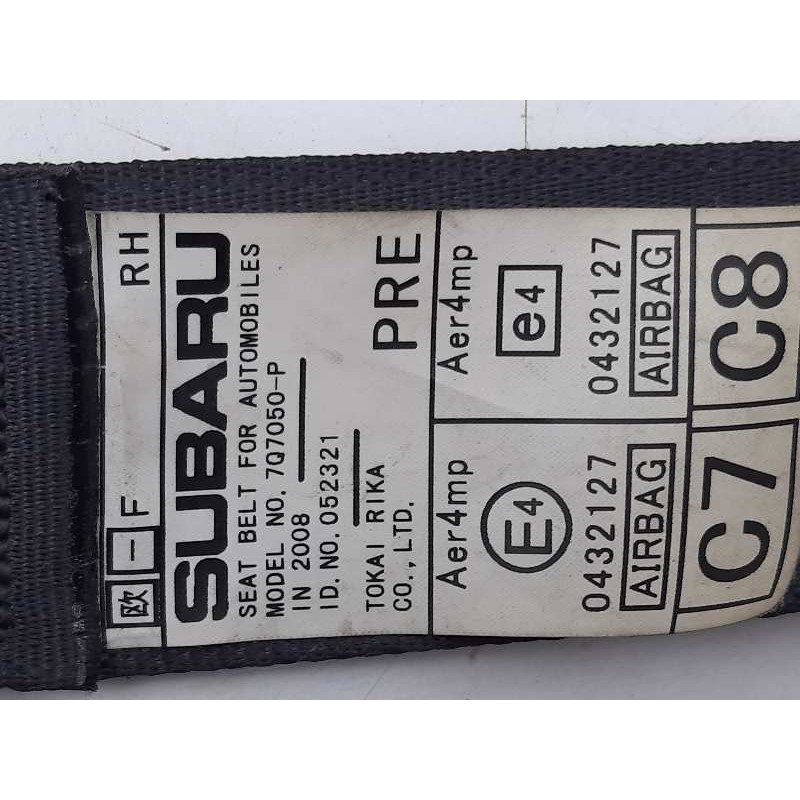 欧 一 F RH
SUBARU
SEAT BELT FOR AUTOMOBILES
MODEL NO. 7Q7050-P
IN 2008
ID. NO. 052321
TOKAI RIKA
CO., LTD.
PRE
Aer4mp
E4
0432127
AIRBAG
C7
Aer4mp
e4
0432127
AIRBAG
C8